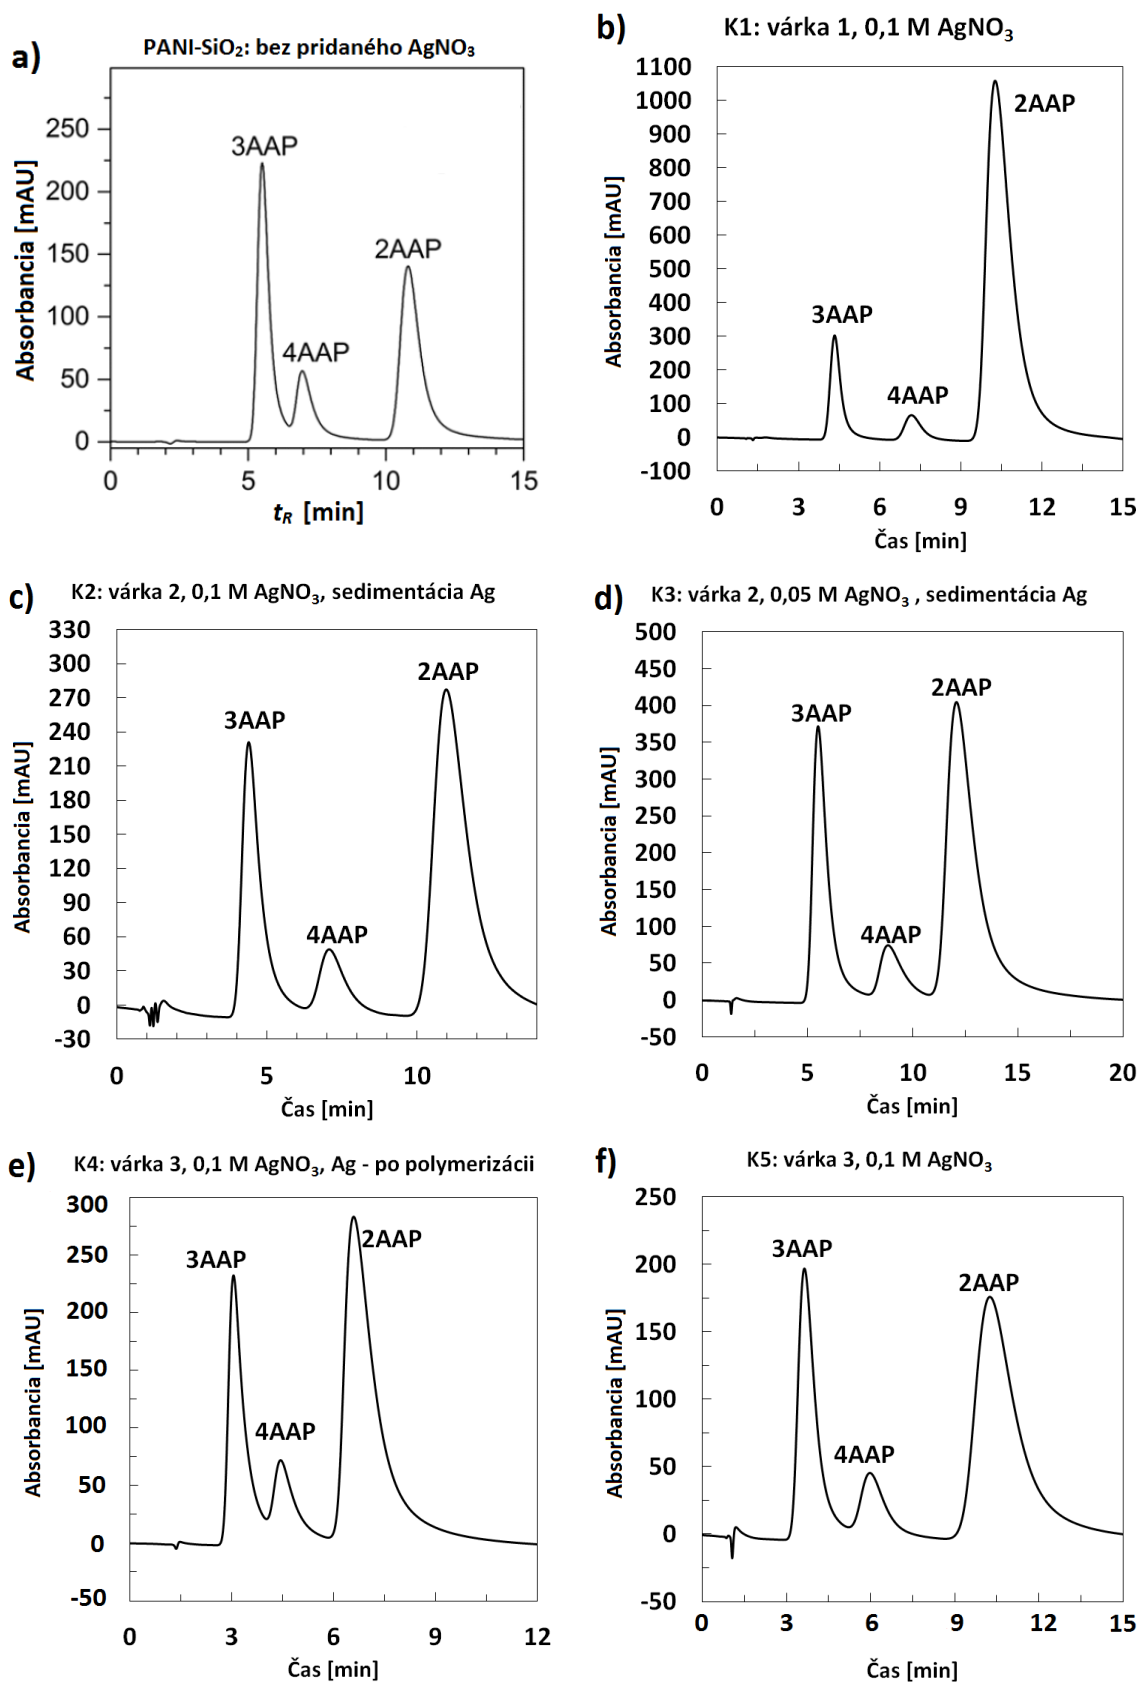 a)
PANI-SiO₂: bez pridaného AgNO₃
Absorbancia [mAU]
250
200
150
100
50
0
3AAP
4AAP
2AAP
0 5 10 15
tR [min]
b)
K1: várka 1, 0,1 M AgNO₃
Absorbancia [mAU]
1100
1000
900
800
700
600
500
400
300
200
100
0
-100
3AAP
4AAP
2AAP
0 3 6 9 12 15
Čas [min]
c)
K2: várka 2, 0,1 M AgNO₃, sedimentácia Ag
Absorbancia [mAU]
330
300
270
240
210
180
150
120
90
60
30
0
-30
3AAP
4AAP
2AAP
0 5 10
Čas [min]
d)
K3: várka 2, 0,05 M AgNO₃ , sedimentácia Ag
Absorbancia [mAU]
500
450
400
350
300
250
200
150
100
50
0
-50
3AAP
4AAP
2AAP
0 5 10 15 20
Čas [min]
e)
K4: várka 3, 0,1 M AgNO₃, Ag - po polymerizácii
Absorbancia [mAU]
300
250
200
150
100
50
0
-50
3AAP
4AAP
2AAP
0 3 6 9 12
Čas [min]
f)
K5: várka 3, 0,1 M AgNO₃
Absorbancia [mAU]
250
200
150
100
50
0
-50
3AAP
4AAP
2AAP
0 3 6 9 12 15
Čas [min]